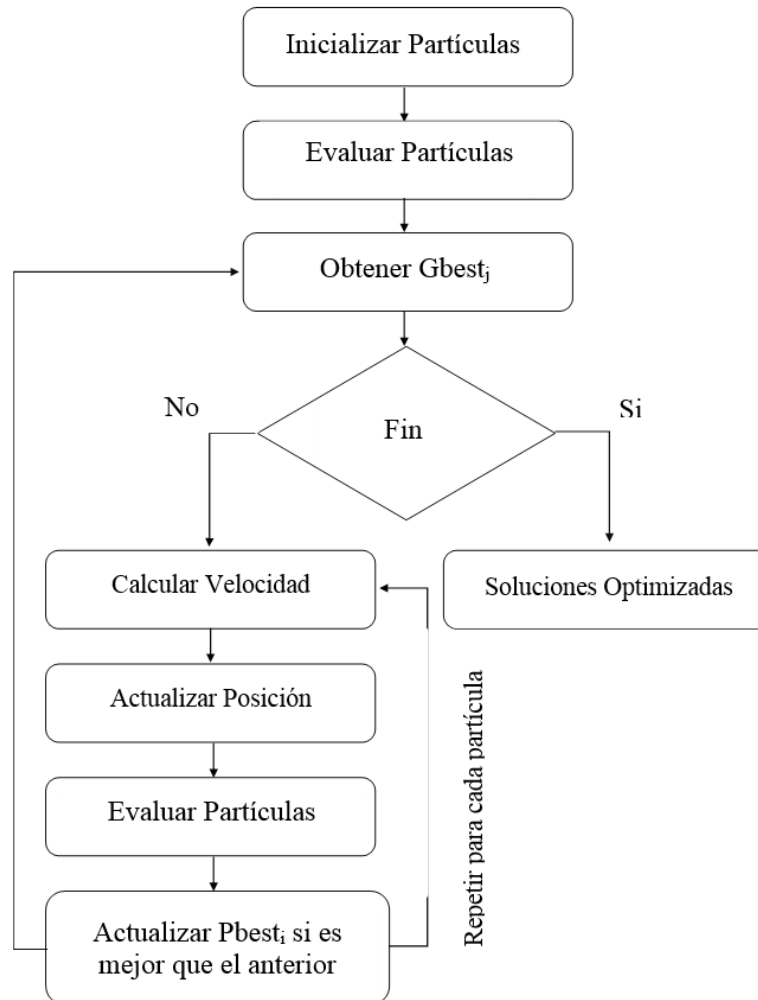 Inicializar Partículas
Evaluar Partículas
Obtener Gbestⱼ
No
Si
Fin
Calcular Velocidad
Soluciones Optimizadas
Actualizar Posición
Evaluar Partículas
Actualizar Pbestᵢ si es
mejor que el anterior
Repetir para cada partícula